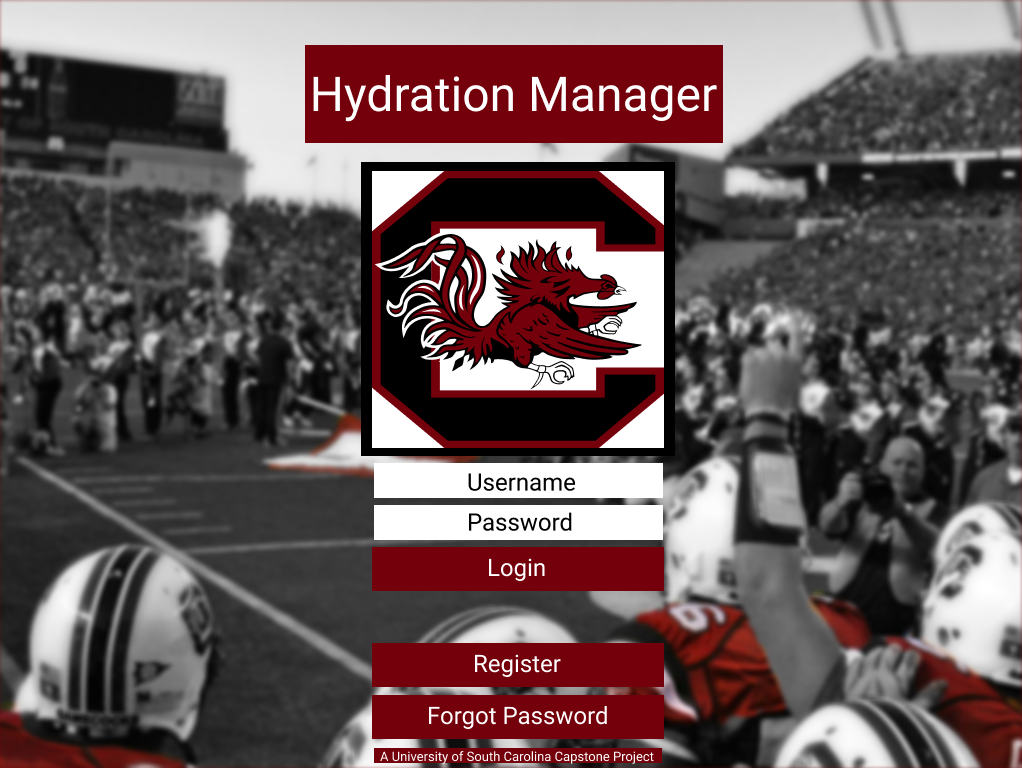 Hydration Manager
Username
Password
Login
Register
Forgot Password
A University of South Carolina Capstone Project